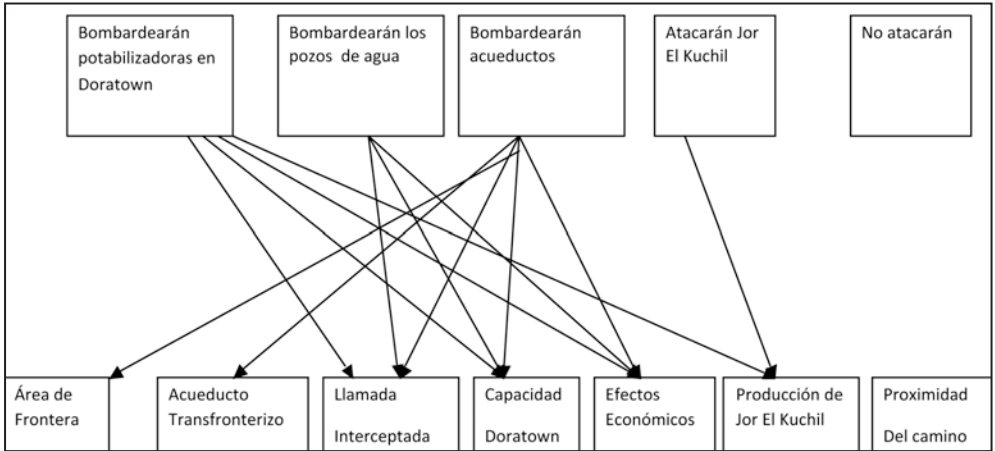 Bombardearán
potabilizadoras en
Doratown
Bombardearán los
pozos de agua
Bombardearán
acueductos
Atacarán Jor
El Kuchil
No atacarán
Área de
Frontera
Acueducto
Transfronterizo
Llamada
Interceptada
Capacidad
Doratown
Efectos
Económicos
Producción de
Jor El Kuchil
Proximidad
Del camino